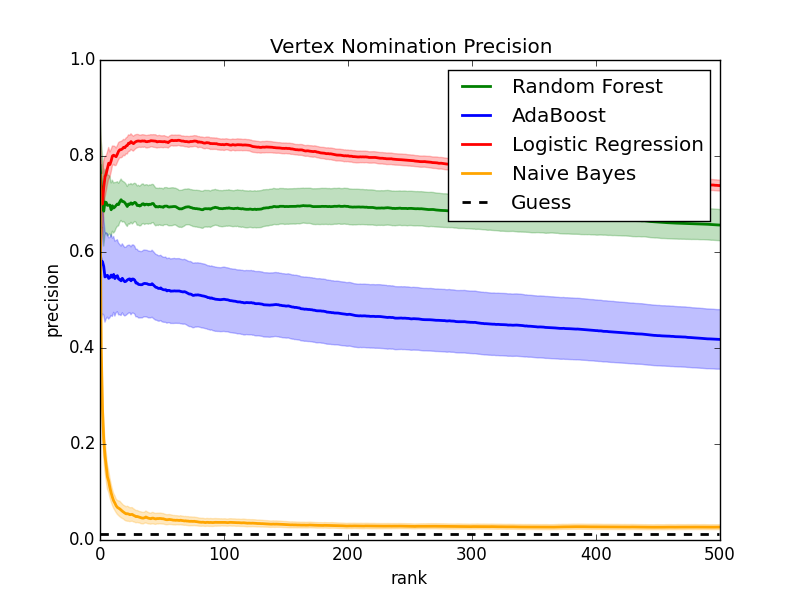 Vertex Nomination Precision
1.0
0.8
0.6
0.4
0.2
0.0
precision
Random Forest
AdaBoost
Logistic Regression
Naive Bayes
Guess
0 100 200 300 400 500
rank